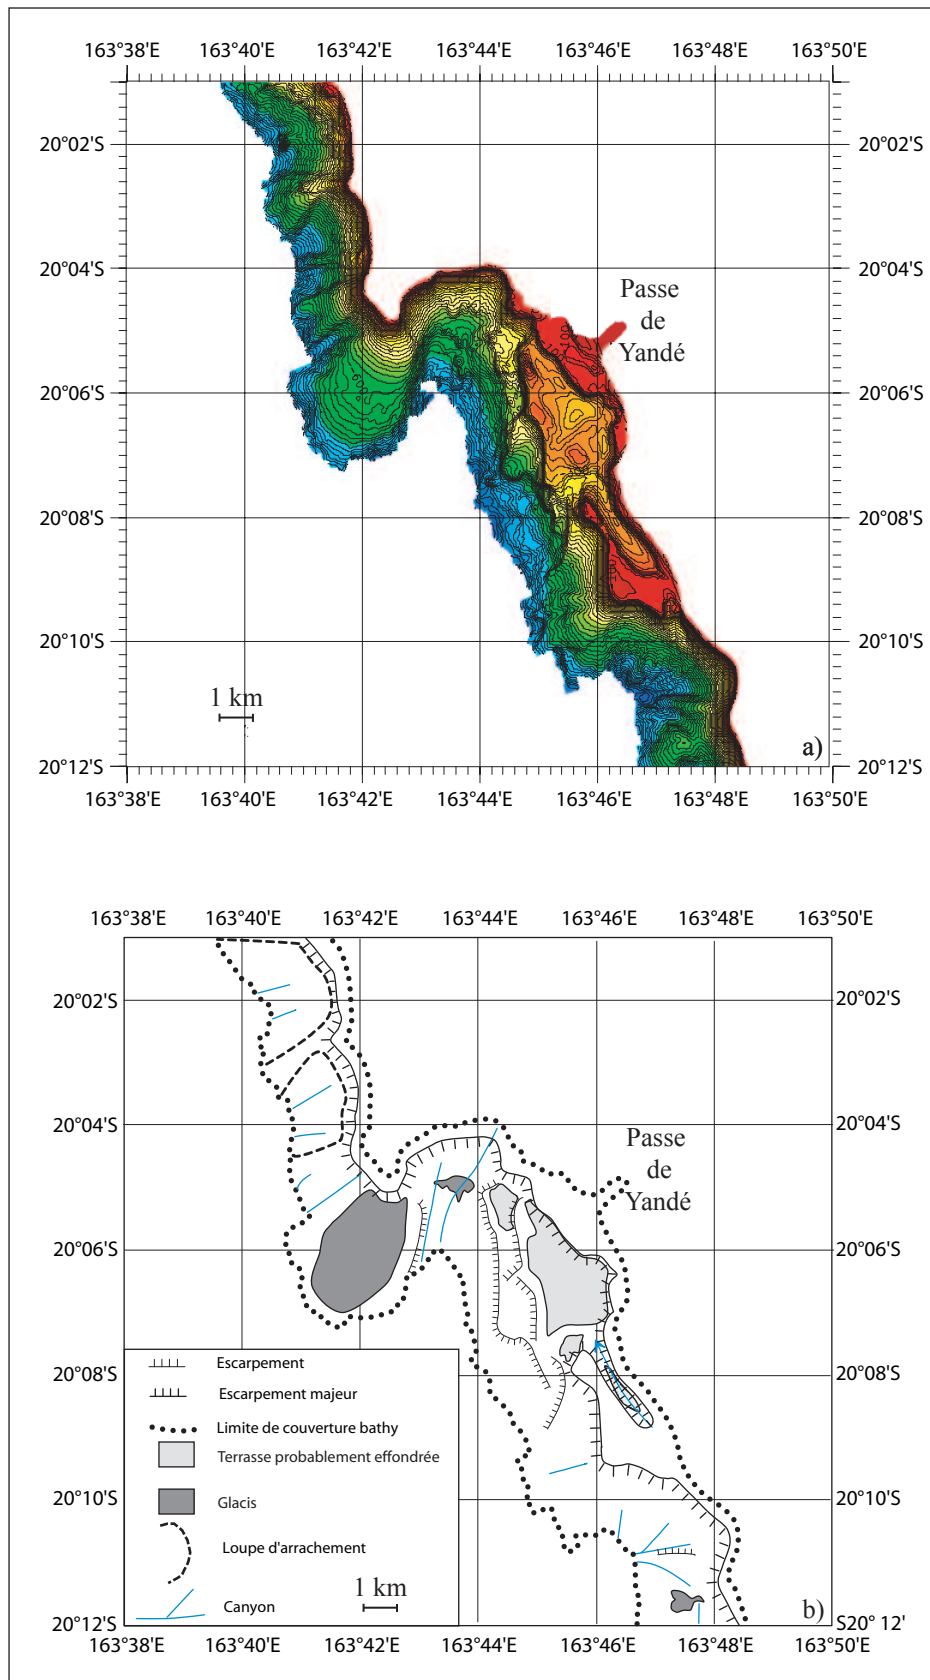 163°38'E 163°40'E 163°42'E 163°44'E 163°46'E 163°48'E 163°50'E
20°02'S 20°02'S
20°04'S 20°04'S
Passe
de
Yandé
600
20°06'S 20°06'S
20°08'S 20°08'S
20°10'S 20°10'S
1 km
a)
20°12'S 20°12'S
163°38'E 163°40'E 163°42'E 163°44'E 163°46'E 163°48'E 163°50'E
163°38'E 163°40'E 163°42'E 163°44'E 163°46'E 163°48'E 163°50'E
20°02'S 20°02'S
20°04'S 20°04'S
Passe
de
Yandé
20°06'S 20°06'S
20°08'S 20°08'S
Escarpement
Escarpement majeur
Limite de couverture bathy
Terrasse probablement effondrée
20°10'S 20°10'S
Glacis
Loupe d'arrachement
Canyon
1 km
b)
20°12'S S20° 12'
163°38'E 163°40'E 163°42'E 163°44'E 163°46'E 163°48'E 163°50'E